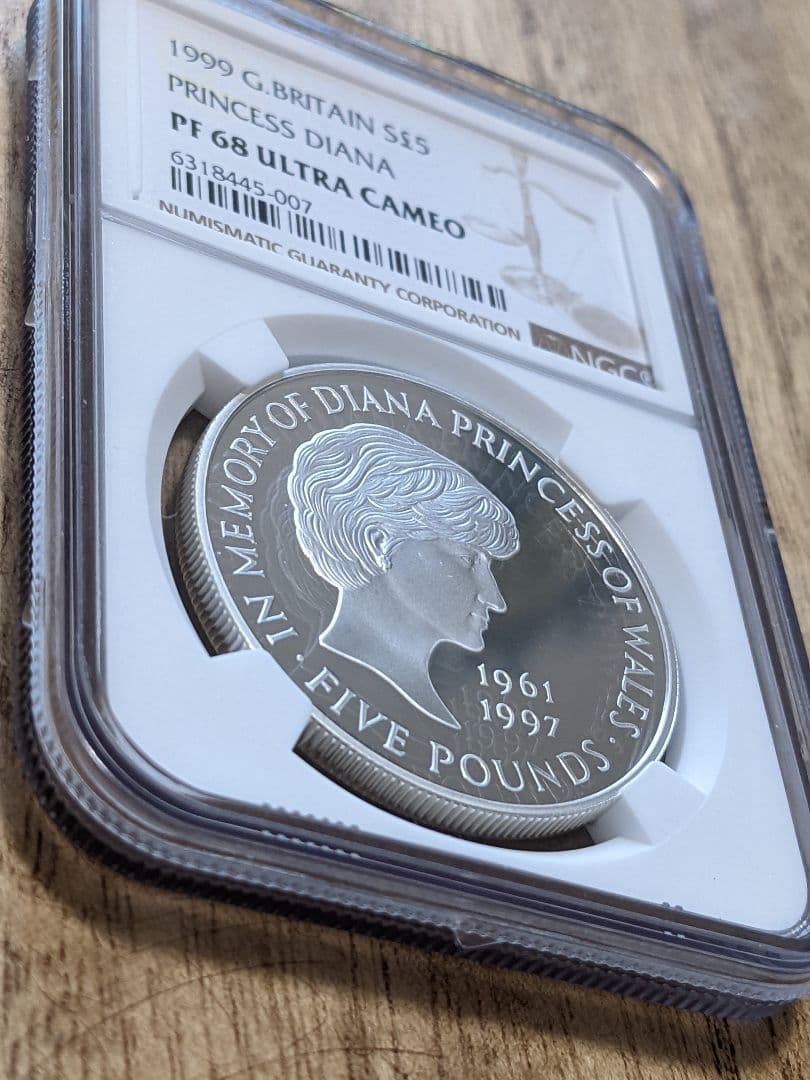 1999 G.BRITAIN S£5
PRINCESS DIANA
PF 68 ULTRA CAMEO
6318445-007
NUMISMATIC GUARANTY CORPORATION
NGC®
IN MEMORY OF DIANA PRINCESS OF WALES
1961
1997
· FIVE POUNDS ·